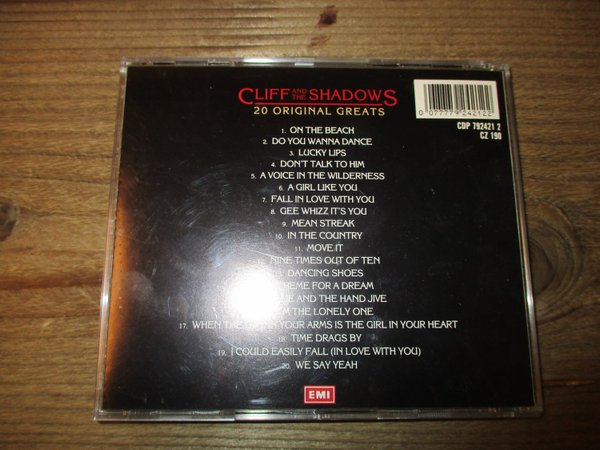 CLIFF AND THE SHADOWS
20 ORIGINAL GREATS
0 077779 242122
CDP 792421 2
CZ 190
1. ON THE BEACH
2. DO YOU WANNA DANCE
3. LUCKY LIPS
4. DON'T TALK TO HIM
5. A VOICE IN THE WILDERNESS
6. A GIRL LIKE YOU
7. FALL IN LOVE WITH YOU
8. GEE WHIZZ IT'S YOU
9. MEAN STREAK
10. IN THE COUNTRY
11. MOVE IT
NINE TIMES OUT OF TEN
DANCING SHOES
THEME FOR A DREAM
AND THE HAND JIVE
THE LONELY ONE
17. WHEN THE IN YOUR ARMS IS THE GIRL IN YOUR HEART
18. TIME DRAGS BY
19. I COULD EASILY FALL (IN LOVE WITH YOU)
20. WE SAY YEAH
EMI